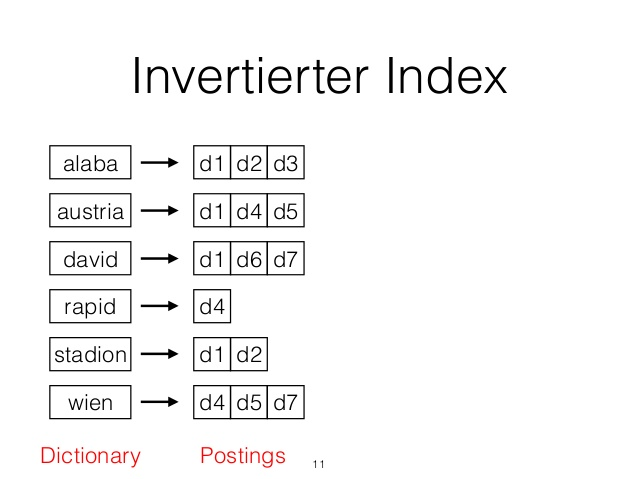 Invertierter Index
alaba d1 d2 d3
austria d1 d4 d5
david d1 d6 d7
rapid d4
stadion d1 d2
wien d4 d5 d7
Dictionary Postings 11